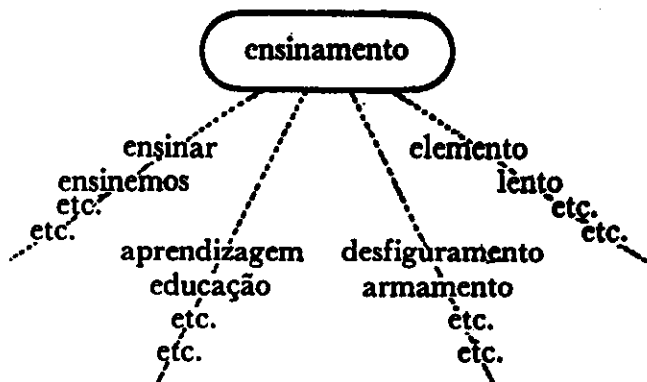 ensinamento
ensinar
ensinemos
etc.
etc.
aprendizagem
educação
etc.
etc.
desfiguramento
armamento
etc.
etc.
elemento
lento
etc.
etc.